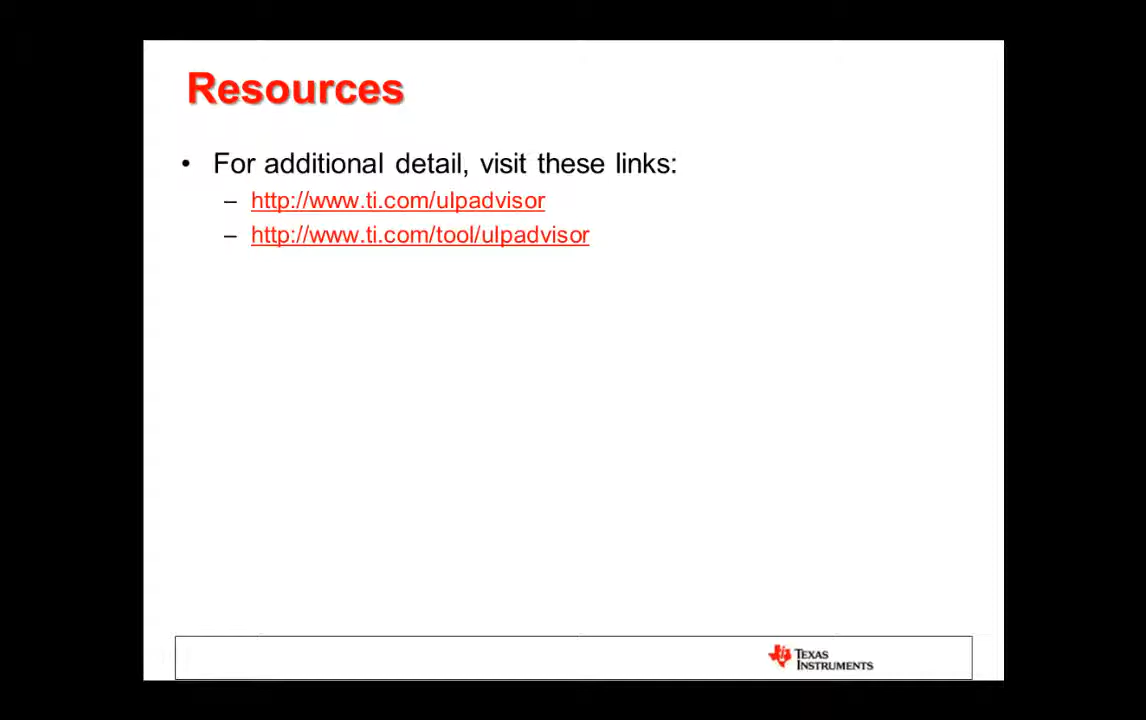 Resources
• For additional detail, visit these links:
– http://www.ti.com/ulpadvisor
– http://www.ti.com/tool/ulpadvisor
TEXAS
INSTRUMENTS